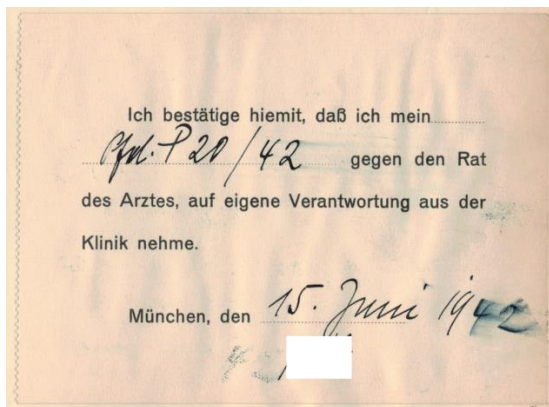 Ich bestätige hiemit, daß ich mein
Pfd. P 20/42 gegen den Rat
des Arztes, auf eigene Verantwortung aus der
Klinik nehme.
München, den 15. Juni 1942